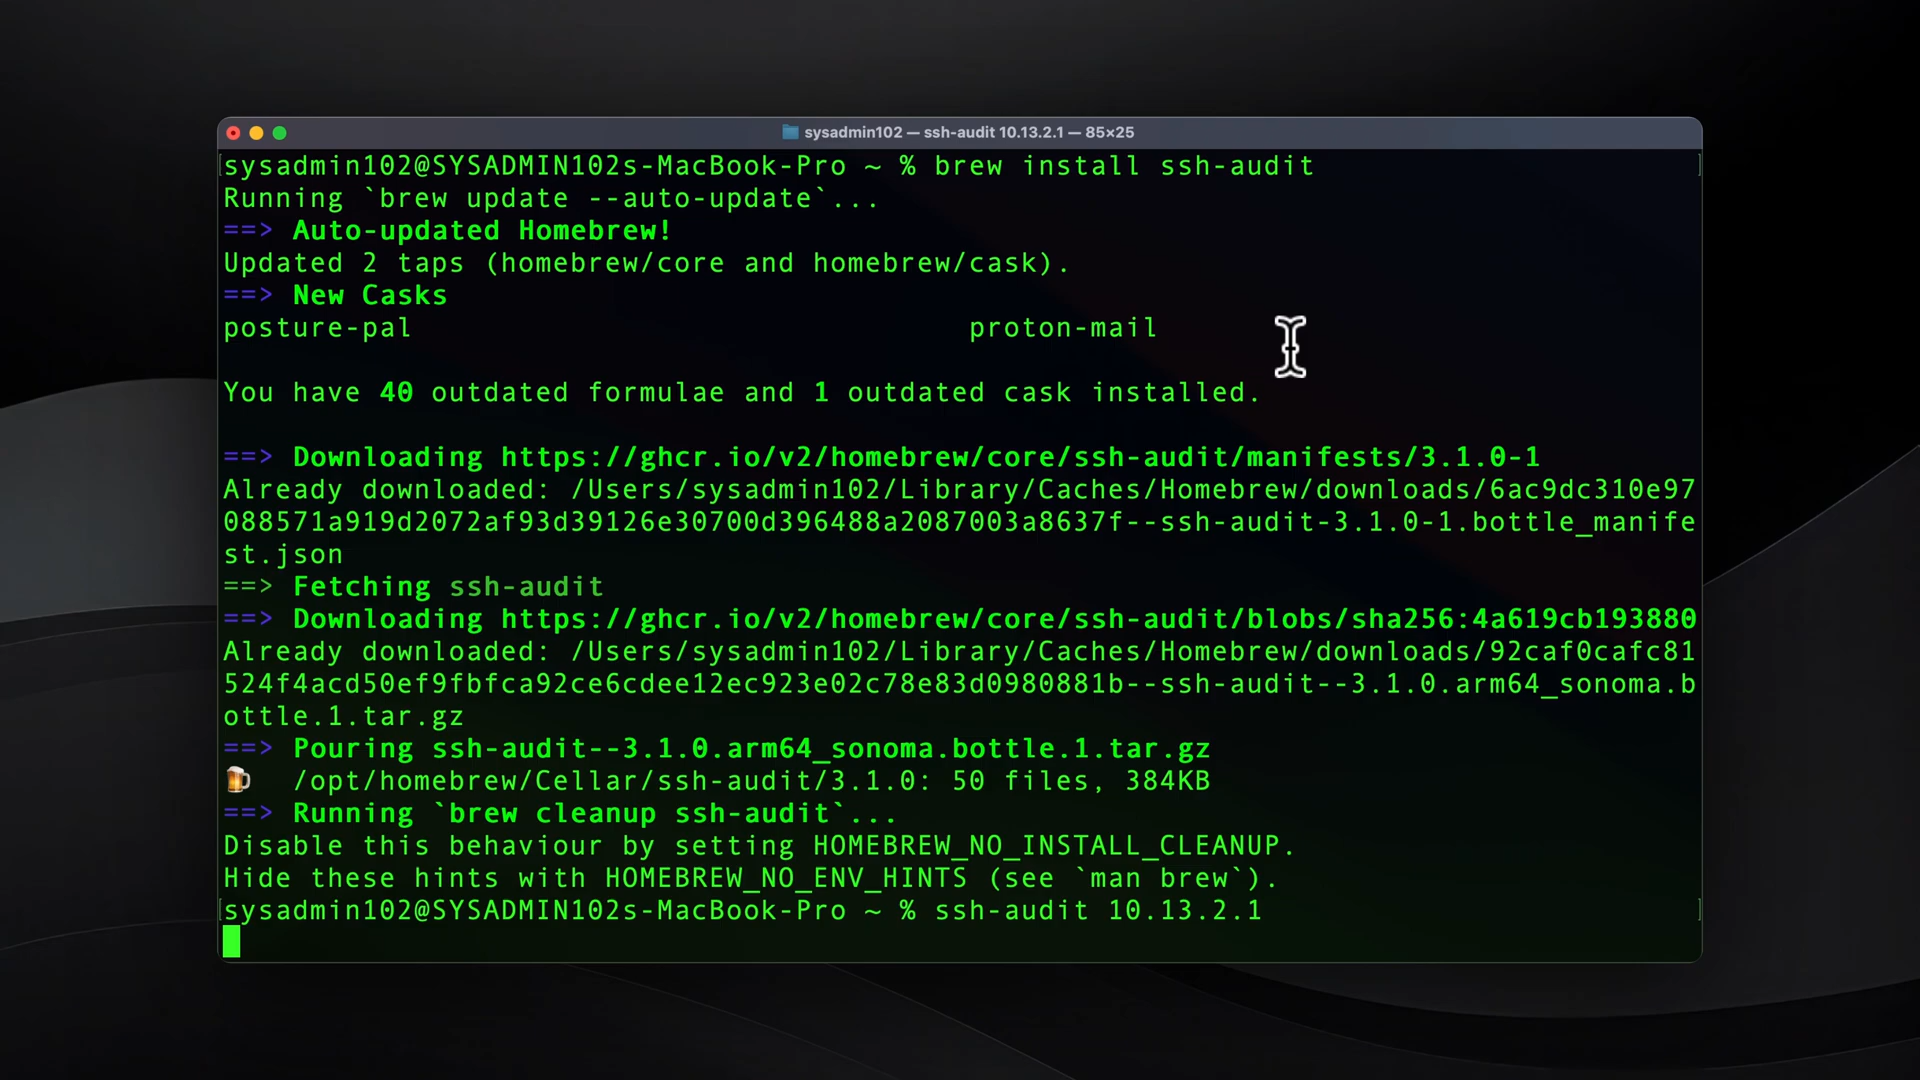 sysadmin102 — ssh-audit 10.13.2.1 — 85×25
sysadmin102@SYSADMIN102s-MacBook-Pro ~ % brew install ssh-audit
Running `brew update --auto-update`...
==> Auto-updated Homebrew!
Updated 2 taps (homebrew/core and homebrew/cask).
==> New Casks
posture-pal proton-mail
You have 40 outdated formulae and 1 outdated cask installed.
==> Downloading https://ghcr.io/v2/homebrew/core/ssh-audit/manifests/3.1.0-1
Already downloaded: /Users/sysadmin102/Library/Caches/Homebrew/downloads/6ac9dc310e97
088571a919d2072af93d39126e30700d396488a2087003a8637f--ssh-audit-3.1.0-1.bottle_manife
st.json
==> Fetching ssh-audit
==> Downloading https://ghcr.io/v2/homebrew/core/ssh-audit/blobs/sha256:4a619cb193880
Already downloaded: /Users/sysadmin102/Library/Caches/Homebrew/downloads/92caf0cafc81
524f4acd50ef9fbfca92ce6cdee12ec923e02c78e83d0980881b--ssh-audit--3.1.0.arm64_sonoma.b
ottle.1.tar.gz
==> Pouring ssh-audit--3.1.0.arm64_sonoma.bottle.1.tar.gz
🍺 /opt/homebrew/Cellar/ssh-audit/3.1.0: 50 files, 384KB
==> Running `brew cleanup ssh-audit`...
Disable this behaviour by setting HOMEBREW_NO_INSTALL_CLEANUP.
Hide these hints with HOMEBREW_NO_ENV_HINTS (see `man brew`).
sysadmin102@SYSADMIN102s-MacBook-Pro ~ % ssh-audit 10.13.2.1